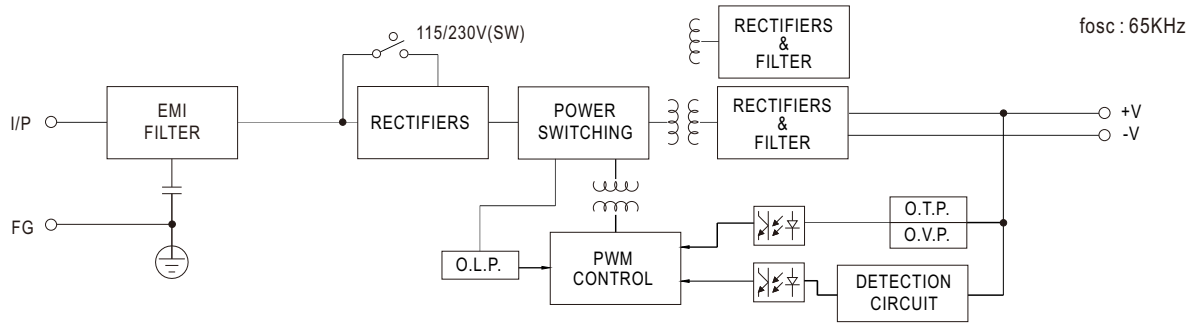 fosc : 65KHz
115/230V(SW)
RECTIFIERS
&
FILTER
I/P
EMI
FILTER
RECTIFIERS
POWER
SWITCHING
RECTIFIERS
&
FILTER
+V
-V
FG
O.L.P.
PWM
CONTROL
O.T.P.
O.V.P.
DETECTION
CIRCUIT